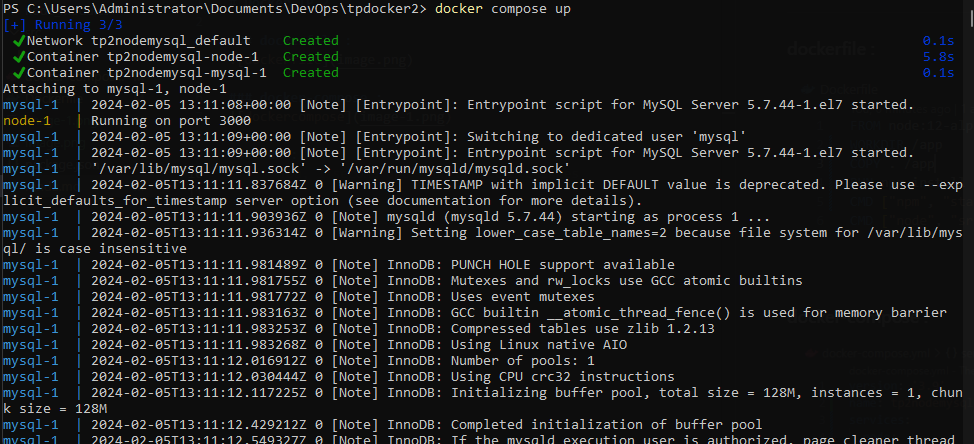 PS C:\Users\Administrator\Documents\DevOps\tpdocker2> docker compose up
[+] Running 3/3
✔Network tp2nodemysql_default    Created    0.1s
✔Container tp2nodemysql-node-1   Created    5.8s
✔Container tp2nodemysql-mysql-1  Created    0.1s
Attaching to mysql-1, node-1
mysql-1  | 2024-02-05 13:11:08+00:00 [Note] [Entrypoint]: Entrypoint script for MySQL Server 5.7.44-1.el7 started.
node-1   | Running on port 3000
mysql-1  | 2024-02-05 13:11:09+00:00 [Note] [Entrypoint]: Switching to dedicated user 'mysql'
mysql-1  | 2024-02-05 13:11:09+00:00 [Note] [Entrypoint]: Entrypoint script for MySQL Server 5.7.44-1.el7 started.
mysql-1  | '/var/lib/mysql/mysql.sock' -> '/var/run/mysqld/mysqld.sock'
mysql-1  | 2024-02-05T13:11:11.837684Z 0 [Warning] TIMESTAMP with implicit DEFAULT value is deprecated. Please use --exp
licit_defaults_for_timestamp server option (see documentation for more details).
mysql-1  | 2024-02-05T13:11:11.903936Z 0 [Note] mysqld (mysqld 5.7.44) starting as process 1 ...
mysql-1  | 2024-02-05T13:11:11.936314Z 0 [Warning] Setting lower_case_table_names=2 because file system for /var/lib/mys
ql/ is case insensitive
mysql-1  | 2024-02-05T13:11:11.981489Z 0 [Note] InnoDB: PUNCH HOLE support available
mysql-1  | 2024-02-05T13:11:11.981755Z 0 [Note] InnoDB: Mutexes and rw_locks use GCC atomic builtins
mysql-1  | 2024-02-05T13:11:11.981772Z 0 [Note] InnoDB: Uses event mutexes
mysql-1  | 2024-02-05T13:11:11.983163Z 0 [Note] InnoDB: GCC builtin __atomic_thread_fence() is used for memory barrier
mysql-1  | 2024-02-05T13:11:11.983253Z 0 [Note] InnoDB: Compressed tables use zlib 1.2.13
mysql-1  | 2024-02-05T13:11:11.983268Z 0 [Note] InnoDB: Using Linux native AIO
mysql-1  | 2024-02-05T13:11:12.016912Z 0 [Note] InnoDB: Number of pools: 1
mysql-1  | 2024-02-05T13:11:12.030444Z 0 [Note] InnoDB: Using CPU crc32 instructions
mysql-1  | 2024-02-05T13:11:12.117225Z 0 [Note] InnoDB: Initializing buffer pool, total size = 128M, instances = 1, chun
k size = 128M
mysql-1  | 2024-02-05T13:11:12.429212Z 0 [Note] InnoDB: Completed initialization of buffer pool
mysql-1  | 2024-02-05T13:11:12.549327Z 0 [Note] InnoDB: If the mysqld execution user is authorized, page cleaner thread